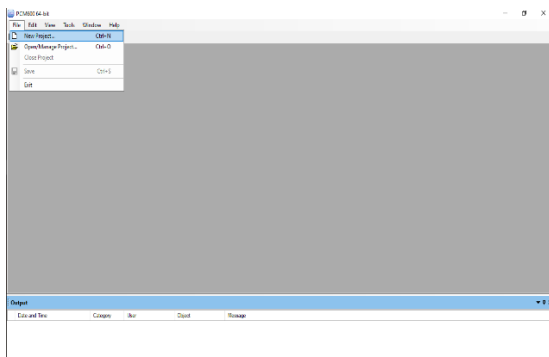 PCM600 64-bit
File Edit View Tools Window Help
New Project... Ctrl+N
Open/Manage Project... Ctrl+O
Close Project
Save Ctrl+S
Exit
Output
Date and Time Category User Object Message